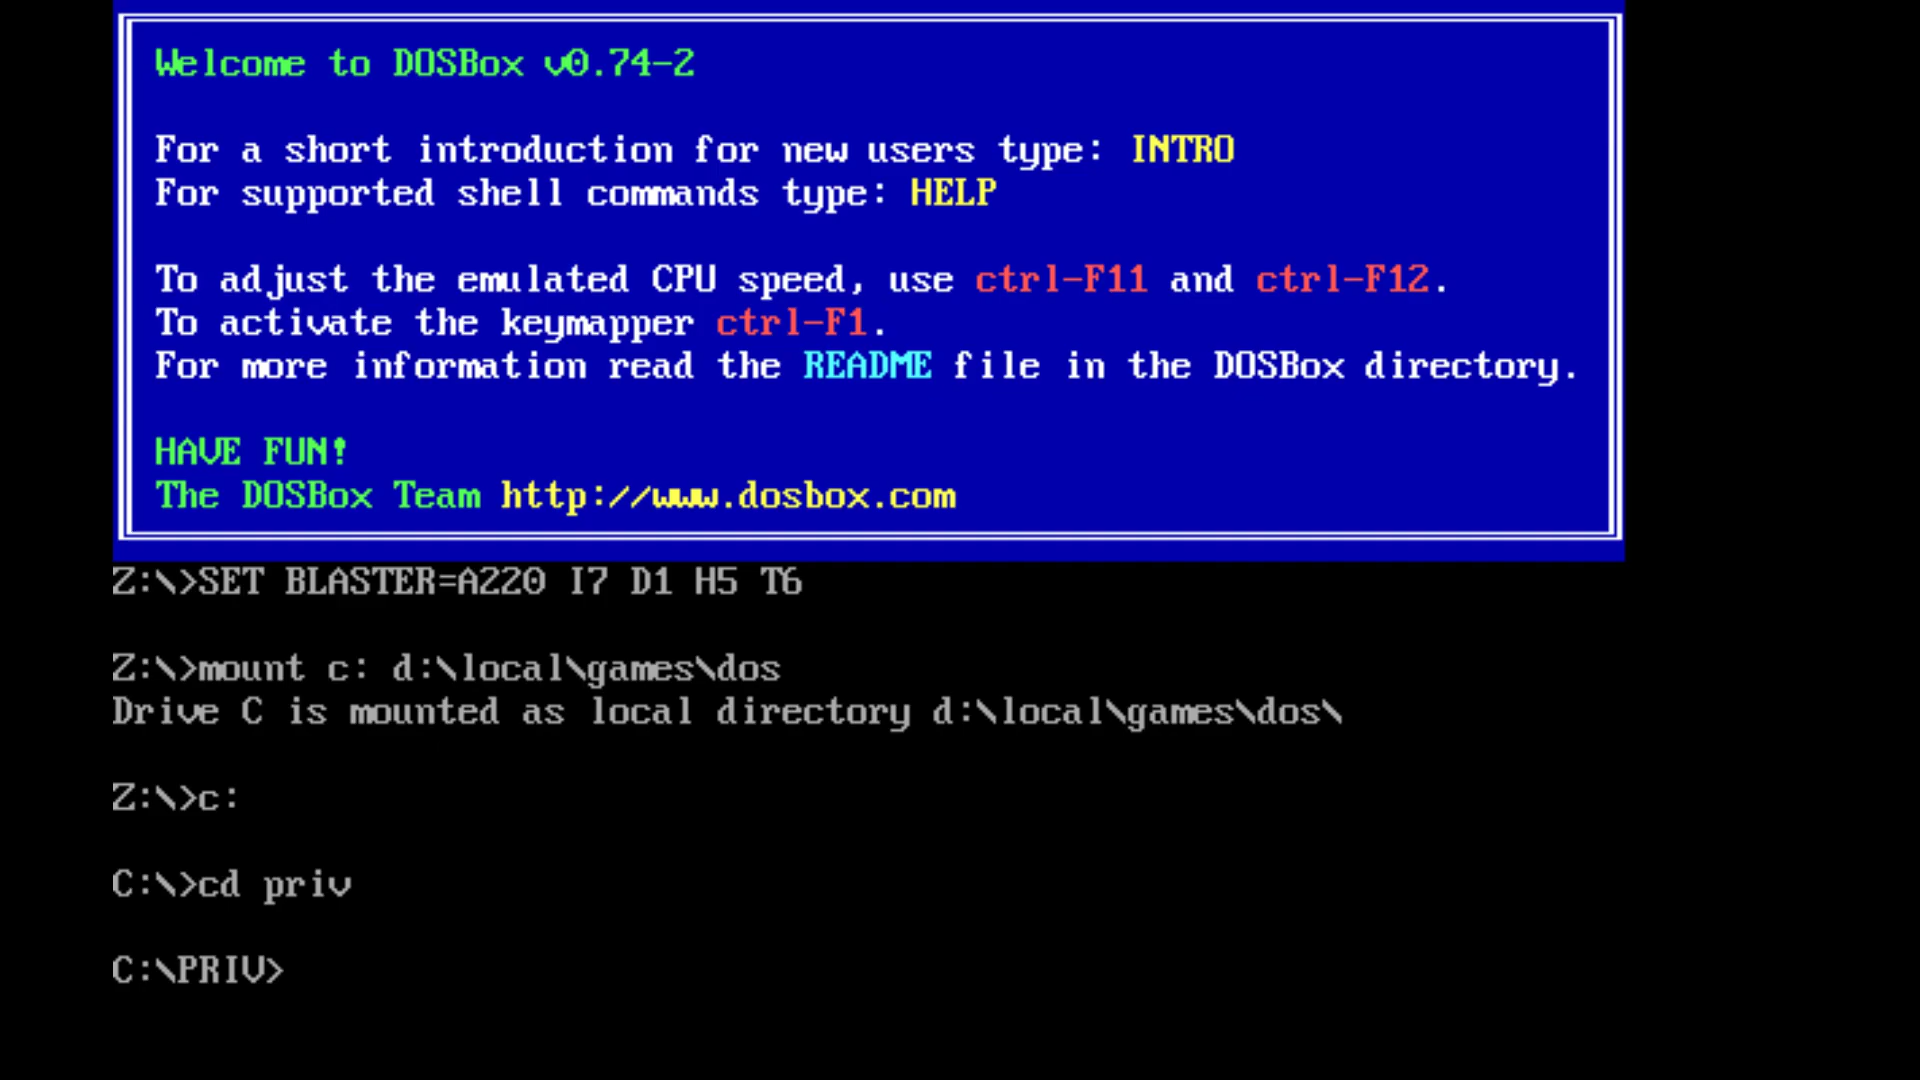 Welcome to DOSBox v0.74-2
For a short introduction for new users type: INTRO
For supported shell commands type: HELP
To adjust the emulated CPU speed, use ctrl-F11 and ctrl-F12.
To activate the keymapper ctrl-F1.
For more information read the README file in the DOSBox directory.
HAVE FUN!
The DOSBox Team http://www.dosbox.com
Z:\>SET BLASTER=A220 I7 D1 H5 T6
Z:\>mount c: d:\local\games\dos
Drive C is mounted as local directory d:\local\games\dos\
Z:\>c:
C:\>cd priv
C:\PRIV>